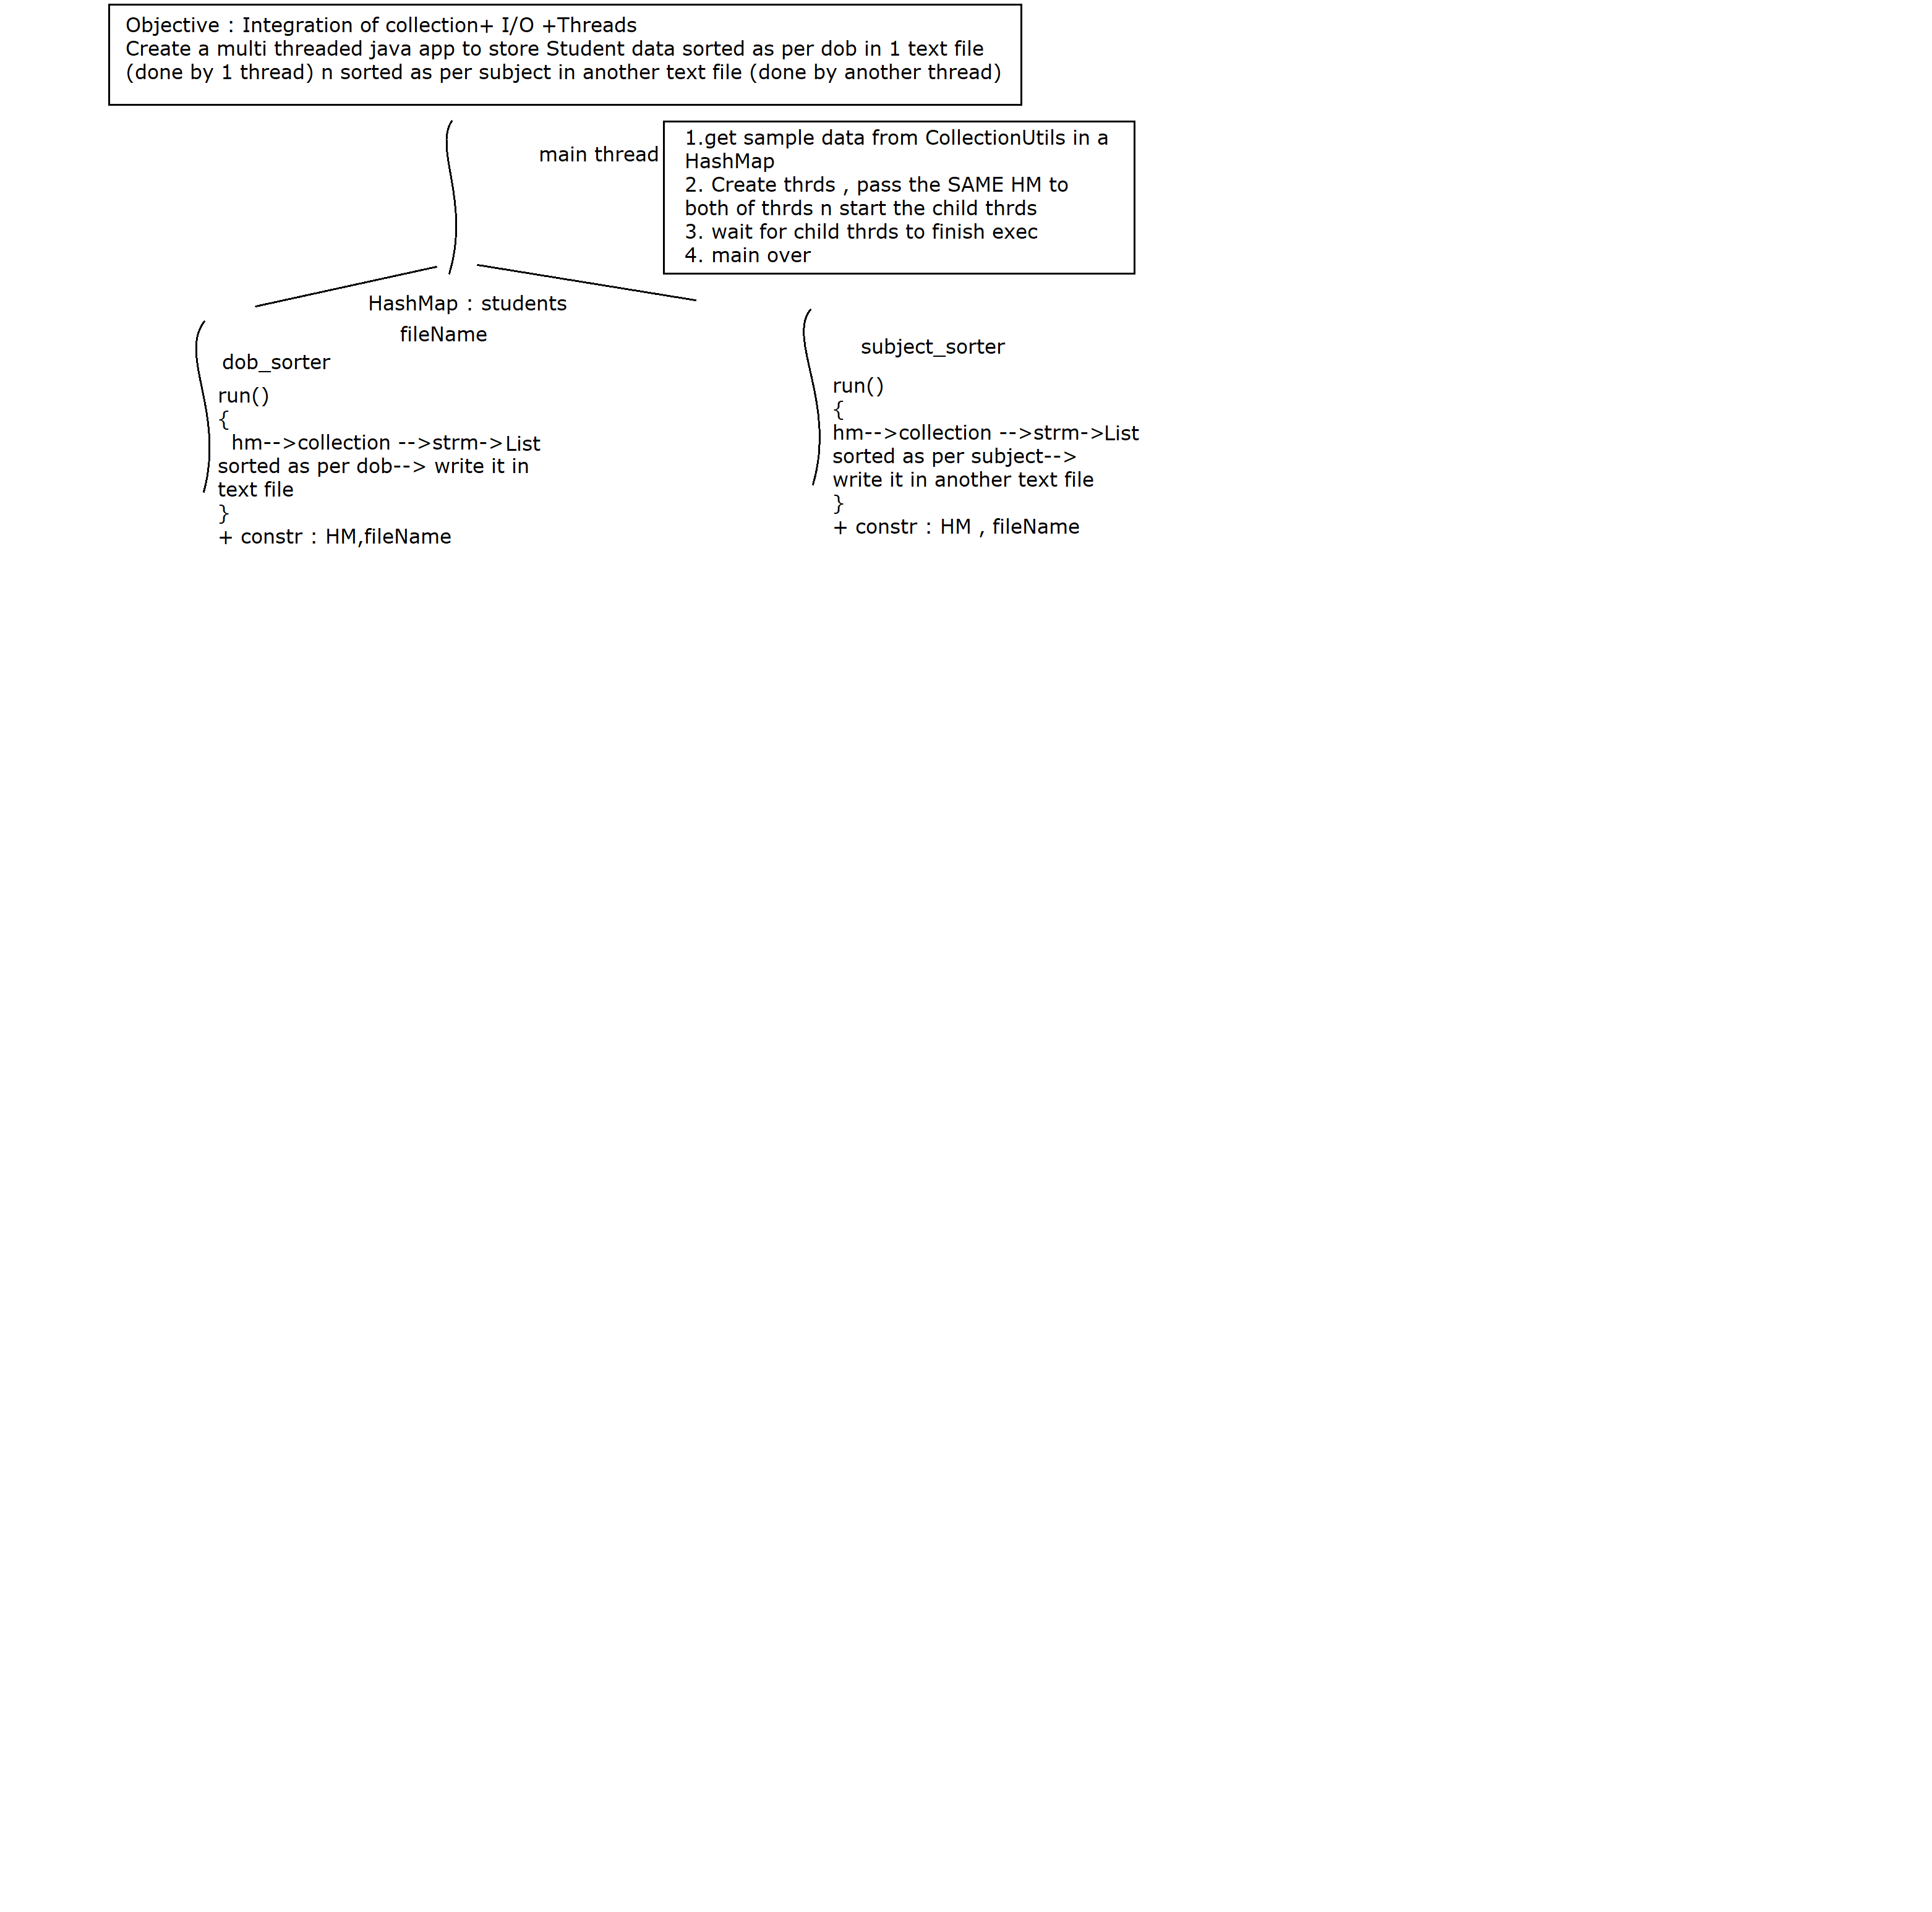 Objective : Integration of collection+ I/O +Threads
Create a multi threaded java app to store Student data sorted as per dob in 1 text file
(done by 1 thread) n sorted as per subject in another text file (done by another thread)
main thread
1.get sample data from CollectionUtils in a
HashMap
2. Create thrds , pass the SAME HM to
both of thrds n start the child thrds
3. wait for child thrds to finish exec
4. main over
HashMap : students
fileName
dob_sorter
run()
{
hm-->collection -->strm->List
sorted as per dob--> write it in
text file
}
+ constr : HM,fileName
subject_sorter
run()
{
hm-->collection -->strm->List
sorted as per subject-->
write it in another text file
}
+ constr : HM , fileName